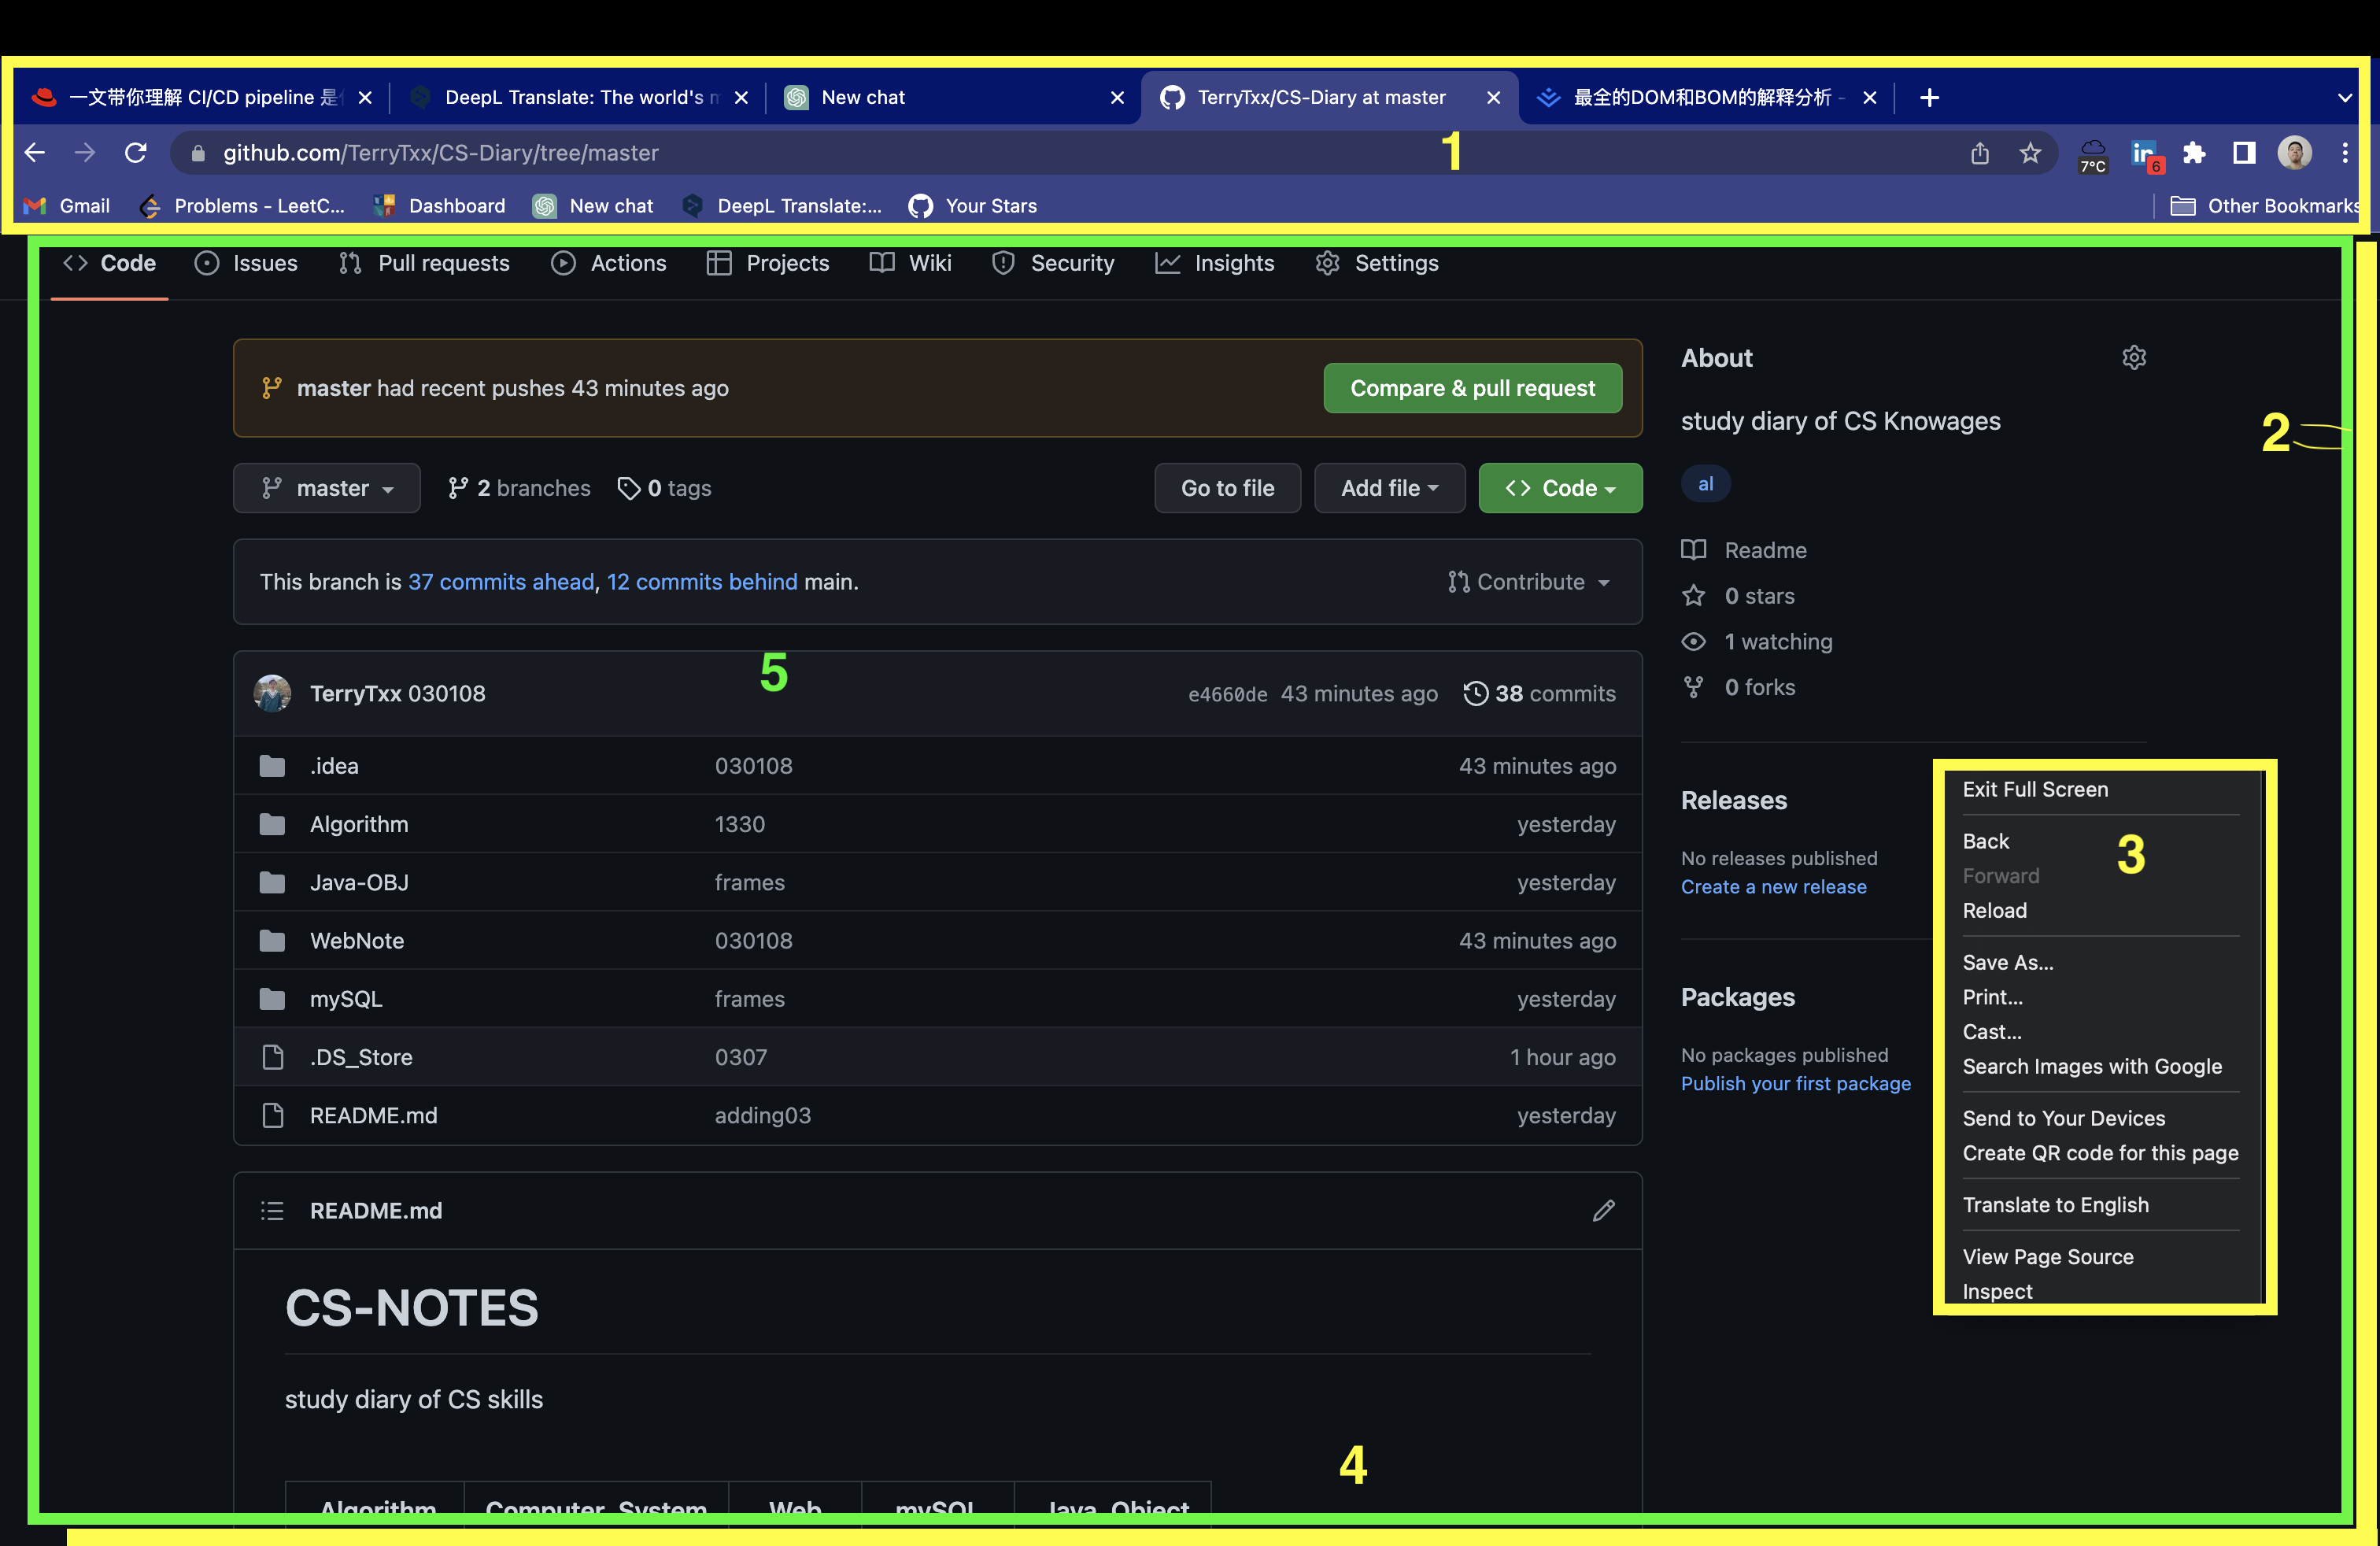 一文带你理解 CI/CD pipeline 是 DeepL Translate: The world's New chat TerryTxx/CS-Diary at master 最全的DOM和BOM的解释分析 -
github.com/TerryTxx/CS-Diary/tree/master 1 7°C in 6
Gmail Problems - LeetC... Dashboard New chat DeepL Translate:... Your Stars Other Bookmarks
Code Issues Pull requests Actions Projects Wiki Security Insights Settings
master had recent pushes 43 minutes ago Compare & pull request
master 2 branches 0 tags Go to file Add file Code
This branch is 37 commits ahead, 12 commits behind main. Contribute
5
TerryTxx 030108 e4660de 43 minutes ago 38 commits
.idea 030108 43 minutes ago
Algorithm 1330 yesterday
Java-OBJ frames yesterday
WebNote 030108 43 minutes ago
mySQL frames yesterday
.DS_Store 0307 1 hour ago
README.md adding03 yesterday
README.md
CS-NOTES
study diary of CS skills
4
Algorithm Computer System Web mySQL Java Object
About
study diary of CS Knowages
2
al
Readme
0 stars
1 watching
0 forks
Releases
No releases published
Create a new release
Packages
No packages published
Publish your first package
Exit Full Screen
Back
3
Forward
Reload
Save As...
Print...
Cast...
Search Images with Google
Send to Your Devices
Create QR code for this page
Translate to English
View Page Source
Inspect